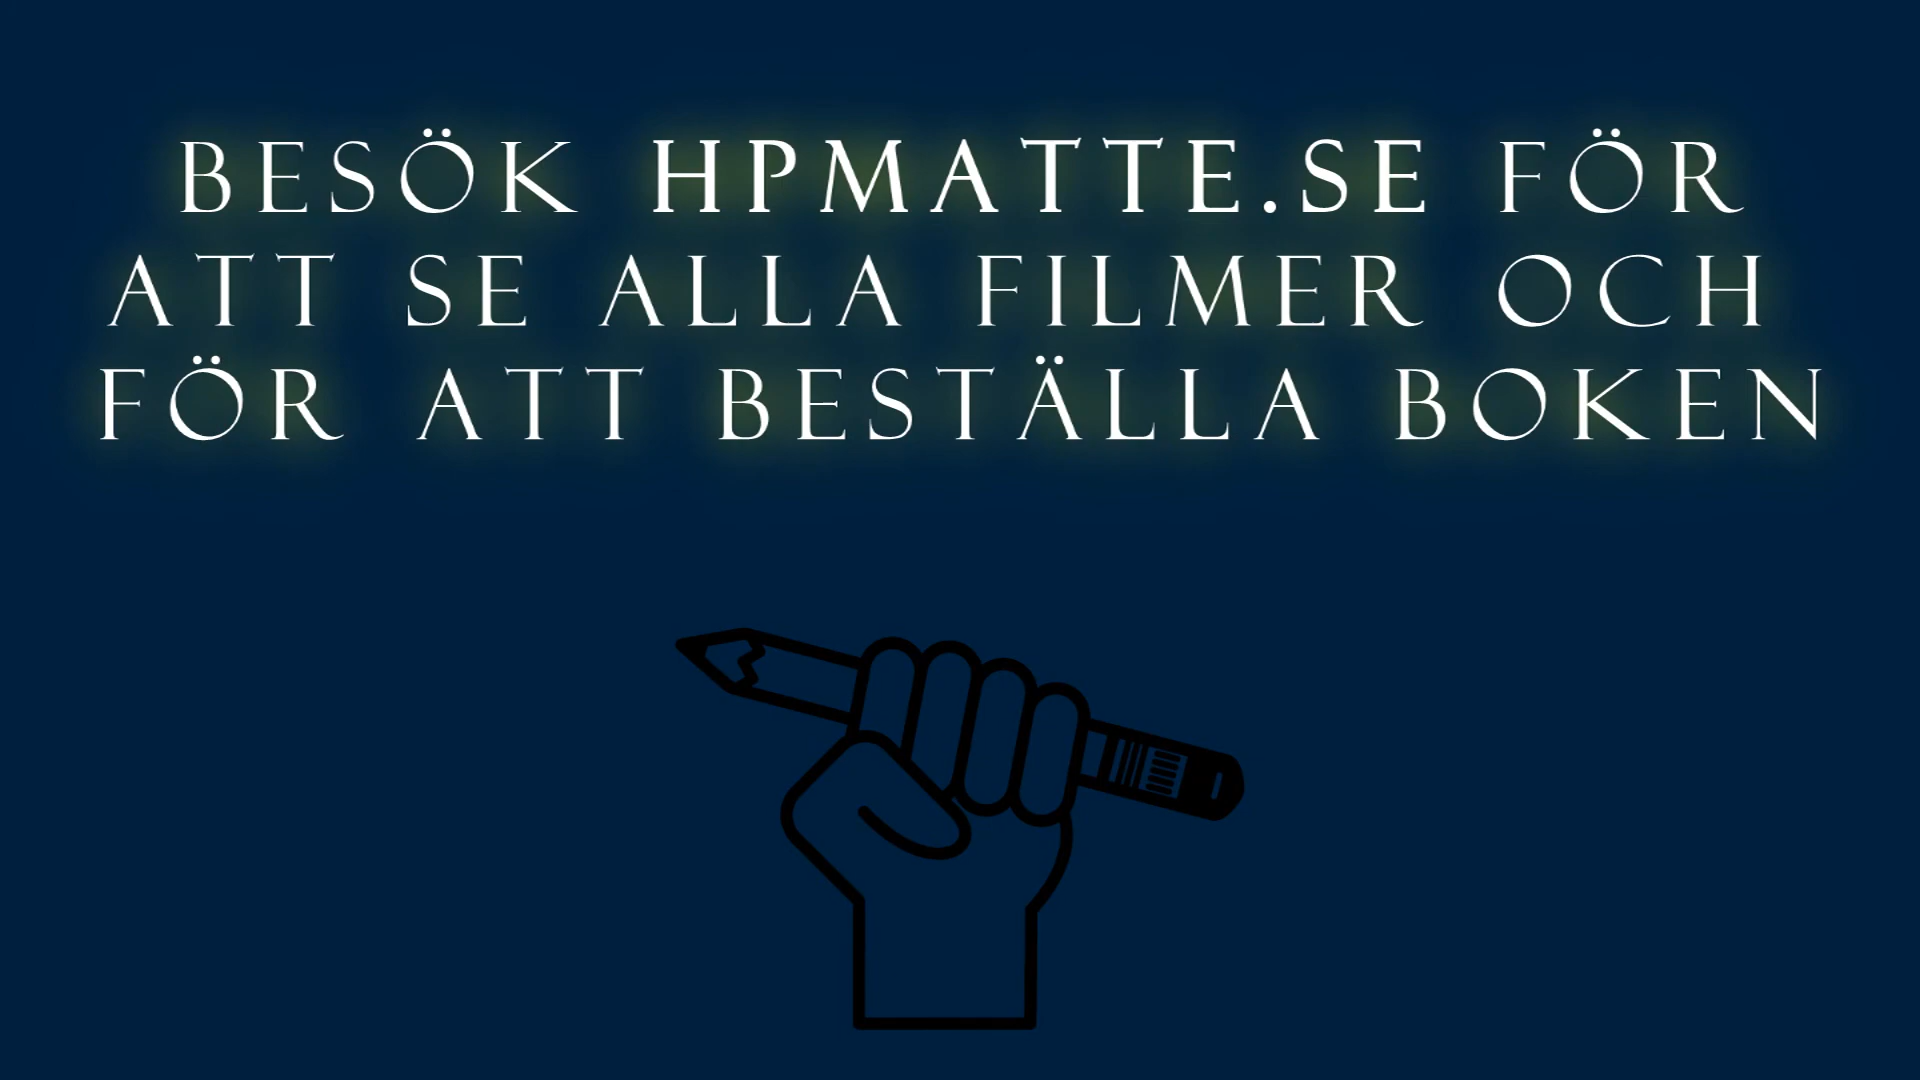 BESÖK HPMATTE.SE FÖR
ATT SE ALLA FILMER OCH
FÖR ATT BESTÄLLA BOKEN